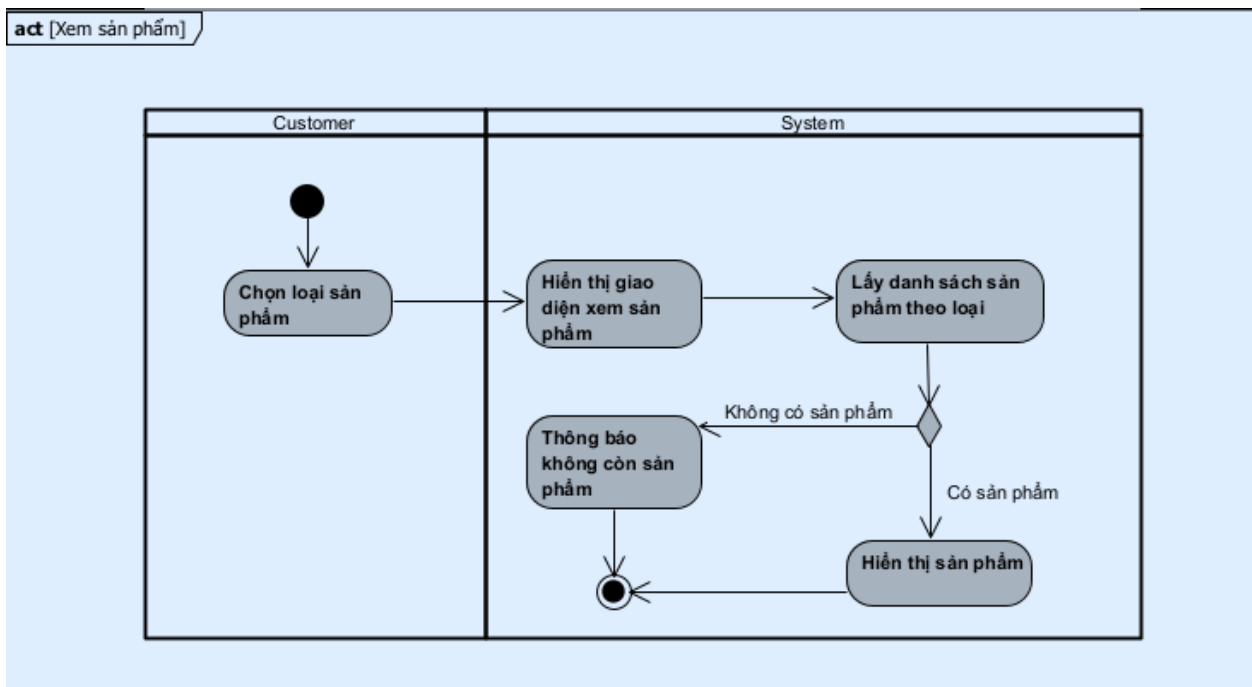 act [Xem sản phẩm]
Customer
System
Chọn loại sản
phẩm
Hiển thị giao
diện xem sản
phẩm
Lấy danh sách sản
phẩm theo loại
Không có sản phẩm
Thông báo
không còn sản
phẩm
Có sản phẩm
Hiển thị sản phẩm